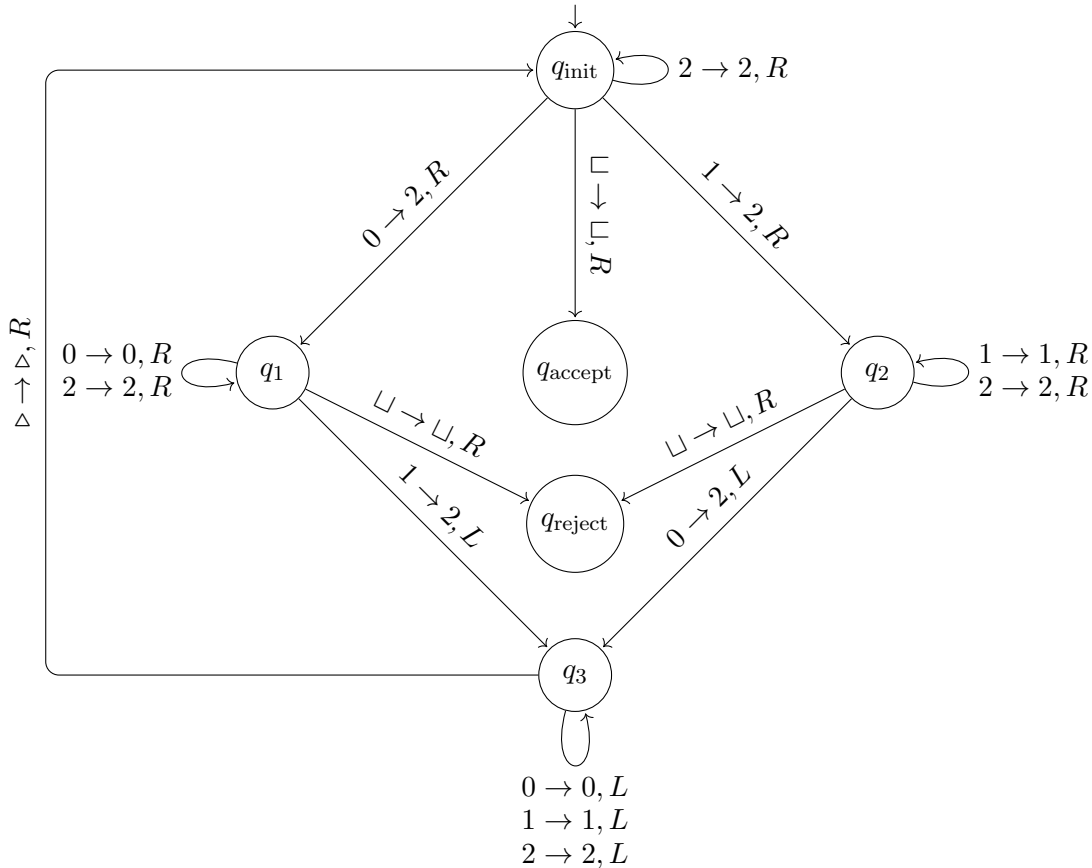 q_init
2 → 2, R
0 → 2, R
⊔ → ⊔, R
1 → 2, R
▷ → ▷, R
0 → 0, R
2 → 2, R
q_1
q_accept
q_2
1 → 1, R
2 → 2, R
⊔ → ⊔, R
⊔ → ⊔, R
1 → 2, L
q_reject
0 → 2, L
q_3
0 → 0, L
1 → 1, L
2 → 2, L